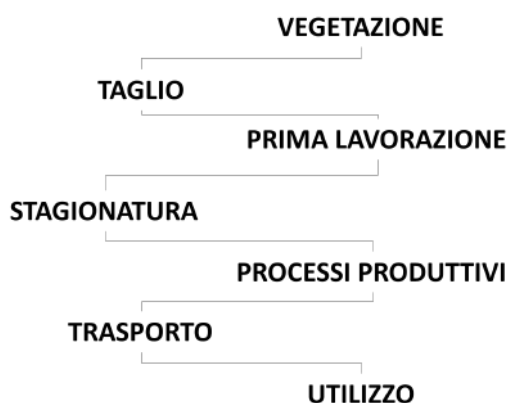 VEGETAZIONE
TAGLIO
PRIMA LAVORAZIONE
STAGIONATURA
PROCESSI PRODUTTIVI
TRASPORTO
UTILIZZO